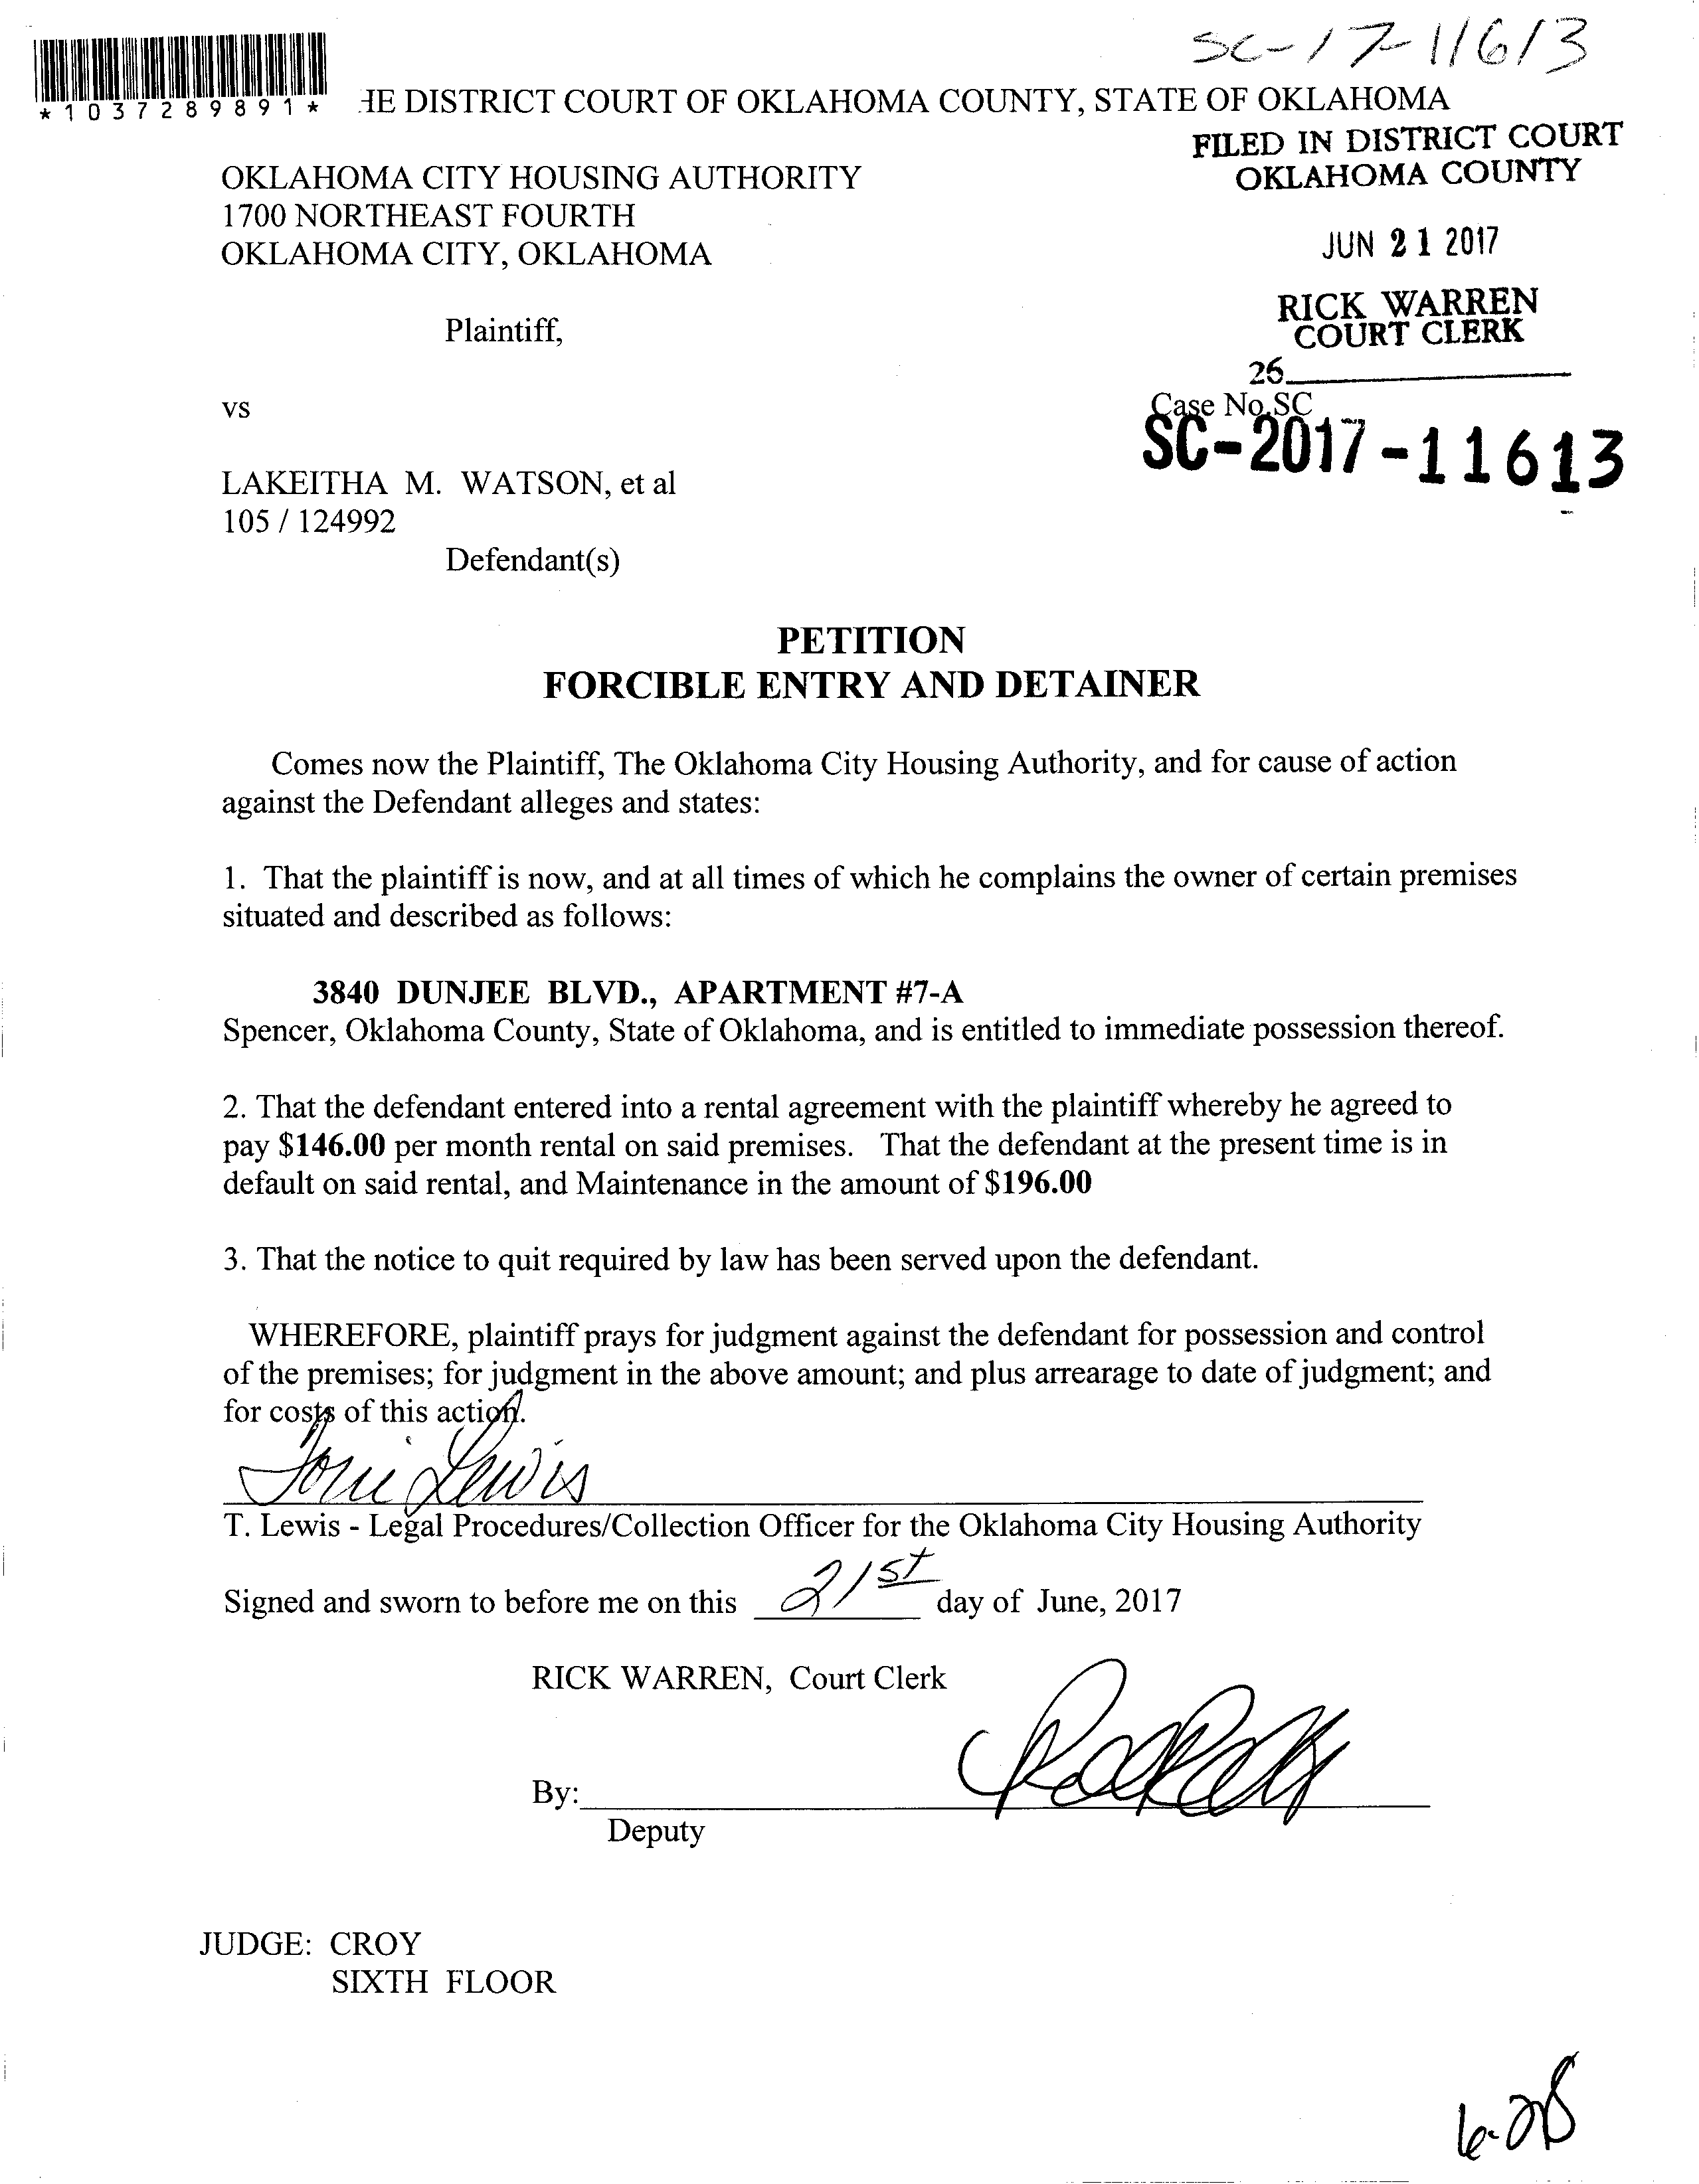 SC-17-11613
*1037289891*
HE DISTRICT COURT OF OKLAHOMA COUNTY, STATE OF OKLAHOMA
FILED IN DISTRICT COURT
OKLAHOMA COUNTY
OKLAHOMA CITY HOUSING AUTHORITY
1700 NORTHEAST FOURTH
OKLAHOMA CITY, OKLAHOMA
JUN 21 2017
RICK WARREN
COURT CLERK
Plaintiff,
26
vs
Case No.SC
SC-2017-11613
LAKEITHA M. WATSON, et al
105 / 124992
Defendant(s)
PETITION
FORCIBLE ENTRY AND DETAINER
Comes now the Plaintiff, The Oklahoma City Housing Authority, and for cause of action
against the Defendant alleges and states:
1. That the plaintiff is now, and at all times of which he complains the owner of certain premises
situated and described as follows:
3840 DUNJEE BLVD., APARTMENT #7-A
Spencer, Oklahoma County, State of Oklahoma, and is entitled to immediate possession thereof.
2. That the defendant entered into a rental agreement with the plaintiff whereby he agreed to
pay $146.00 per month rental on said premises. That the defendant at the present time is in
default on said rental, and Maintenance in the amount of $196.00
3. That the notice to quit required by law has been served upon the defendant.
WHEREFORE, plaintiff prays for judgment against the defendant for possession and control
of the premises; for judgment in the above amount; and plus arrearage to date of judgment; and
for costs of this action.
Toni Lewis
T. Lewis - Legal Procedures/Collection Officer for the Oklahoma City Housing Authority
Signed and sworn to before me on this 21st day of June, 2017
RICK WARREN, Court Clerk
By:
Deputy
JUDGE: CROY
SIXTH FLOOR
6-28